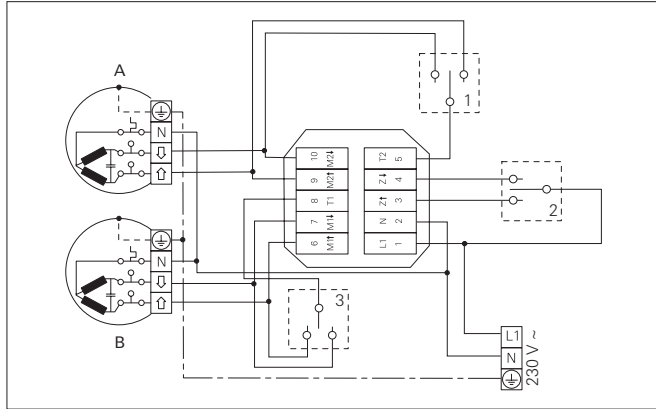 A
N
⇩
⇧
B
N
⇩
⇧
1
2
3
10 M2↓
9 M2↑
8 T1
7 M1↓
6 M1↑
T2 5
Z↓ 4
Z↑ 3
N 2
L1 1
L1
N
230 V ~